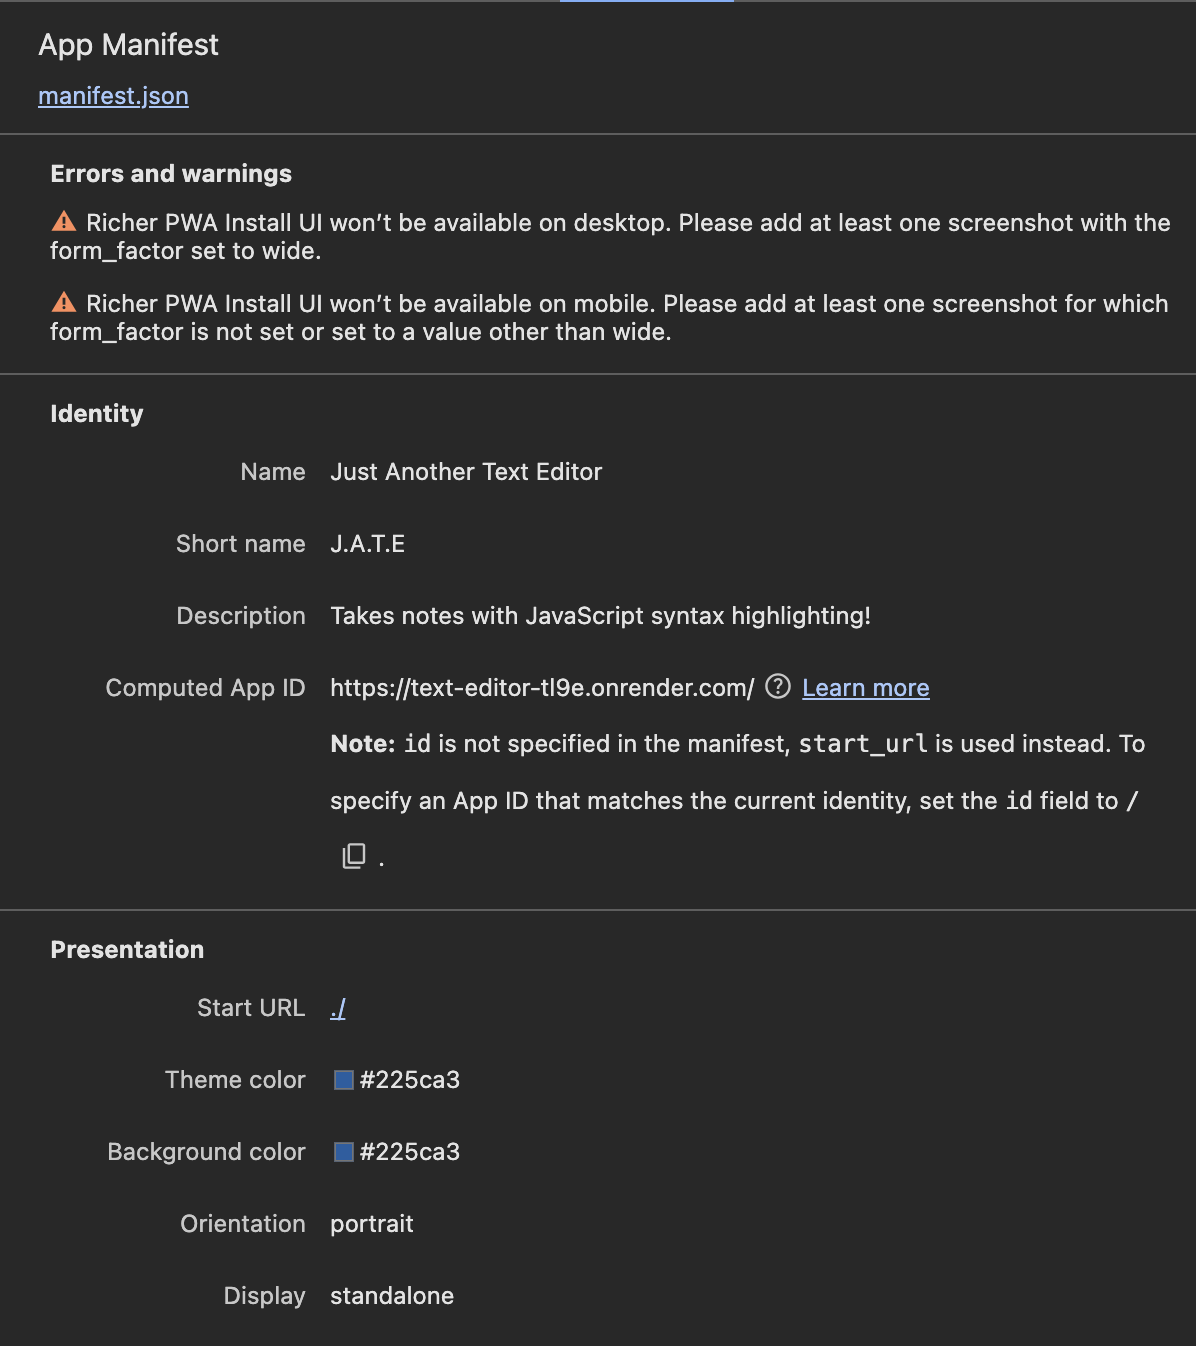 App Manifest
manifest.json
Errors and warnings
Richer PWA Install UI won’t be available on desktop. Please add at least one screenshot with the
form_factor set to wide.
Richer PWA Install UI won’t be available on mobile. Please add at least one screenshot for which
form_factor is not set or set to a value other than wide.
Identity
Name Just Another Text Editor
Short name J.A.T.E
Description Takes notes with JavaScript syntax highlighting!
Computed App ID https://text-editor-tl9e.onrender.com/ Learn more
Note: id is not specified in the manifest, start_url is used instead. To
specify an App ID that matches the current identity, set the id field to /
.
Presentation
Start URL ./
Theme color #225ca3
Background color #225ca3
Orientation portrait
Display standalone